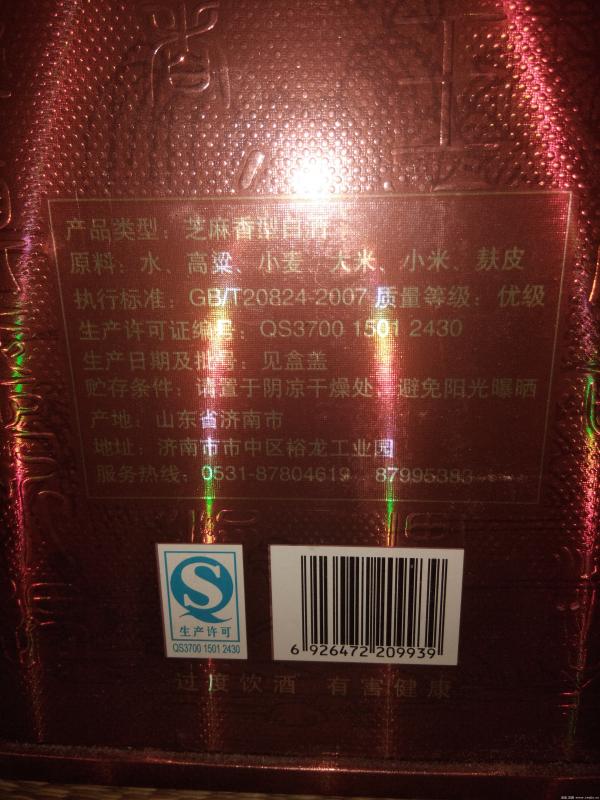 产品类型：芝麻香型白酒
原料：水、高粱、小麦、大米、小米、麸皮
执行标准：GB/T20824-2007 质量等级：优级
生产许可证编号：QS3700 1501 2430
生产日期及批号：见盒盖
贮存条件：请置于阴凉干燥处、避免阳光曝晒
产地：山东省济南市
地址：济南市市中区裕龙工业园
服务热线：0531-87804619 87995383
生产许可
QS3700 1501 2430
6 926472 209939
过度饮酒 有害健康